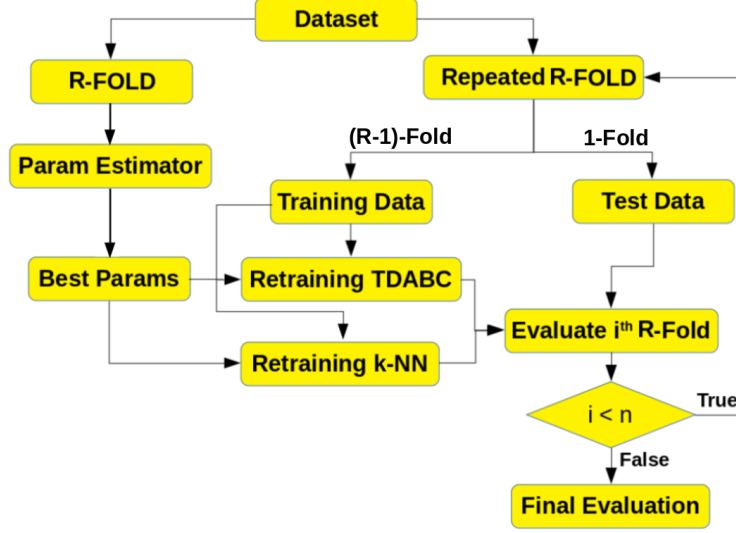 Dataset
R-FOLD
Repeated R-FOLD
(R-1)-Fold
1-Fold
Param Estimator
Training Data
Test Data
Best Params
Retraining TDABC
Evaluate iᵗʰ R-Fold
Retraining k-NN
i < n
True
False
Final Evaluation